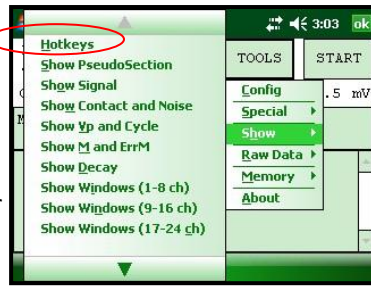 3:03 ok
TOOLS START
.5 mV
Hotkeys
Show PseudoSection
Show Signal
Show Contact and Noise
Show Vp and Cycle
Show M and ErrM
Show Decay
Show Windows (1-8 ch)
Show Windows (9-16 ch)
Show Windows (17-24 ch)
Config
Special
Show
Raw Data
Memory
About